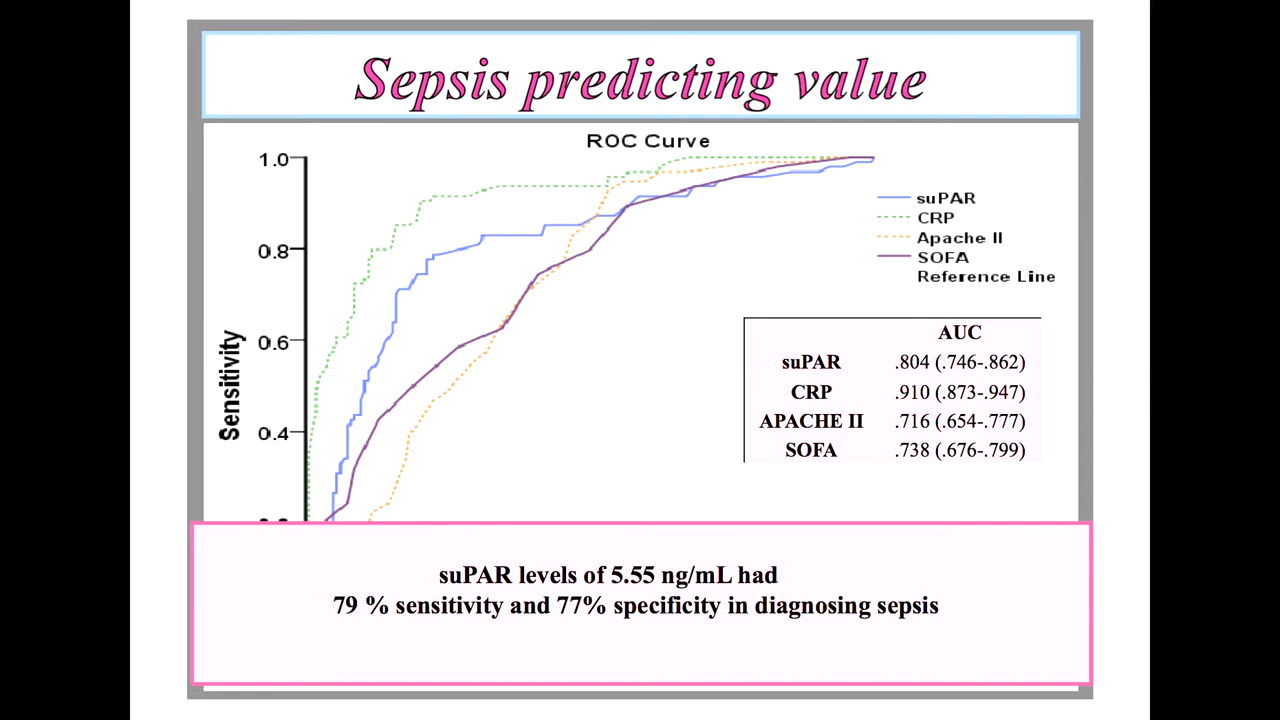 Sepsis predicting value
ROC Curve
1.0
0.8
0.6
0.4
Sensitivity
suPAR
CRP
Apache II
SOFA
Reference Line
AUC
suPAR .804 (.746-.862)
CRP .910 (.873-.947)
APACHE II .716 (.654-.777)
SOFA .738 (.676-.799)
suPAR levels of 5.55 ng/mL had
79 % sensitivity and 77% specificity in diagnosing sepsis